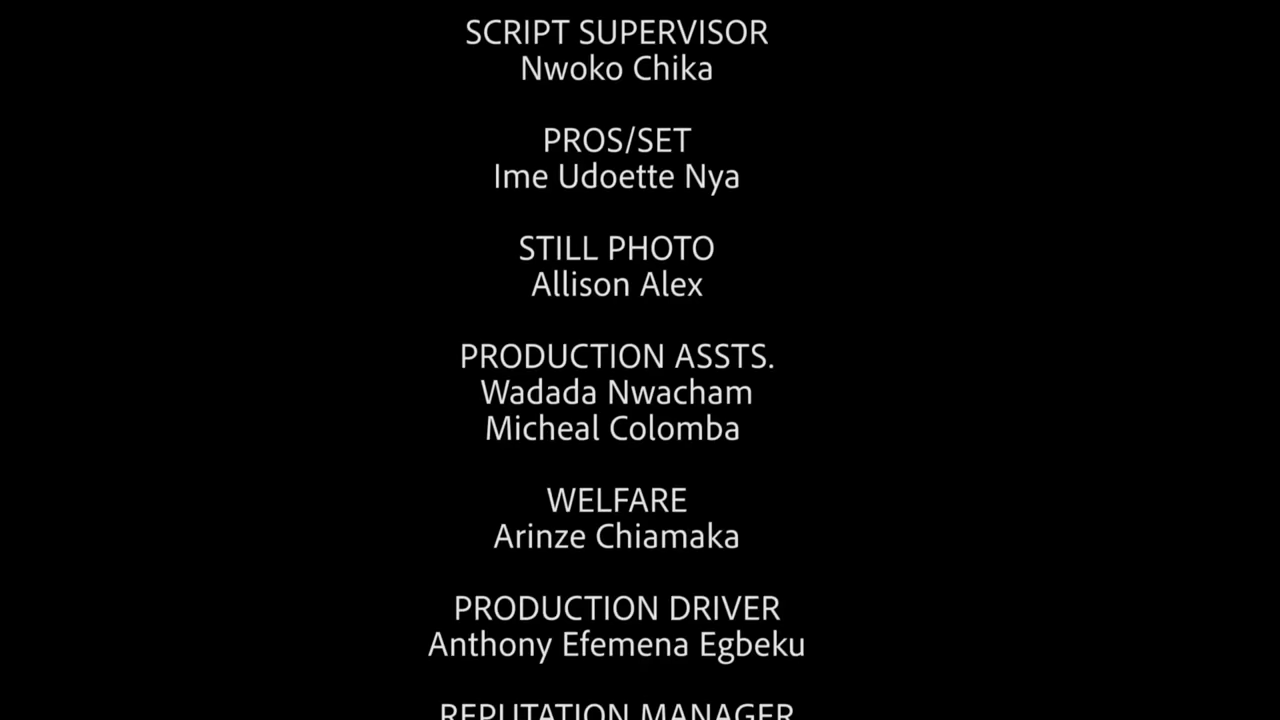 SCRIPT SUPERVISOR
Nwoko Chika
PROS/SET
Ime Udoette Nya
STILL PHOTO
Allison Alex
PRODUCTION ASSTS.
Wadada Nwacham
Micheal Colomba
WELFARE
Arinze Chiamaka
PRODUCTION DRIVER
Anthony Efemena Egbeku
REPUTATION MANAGER